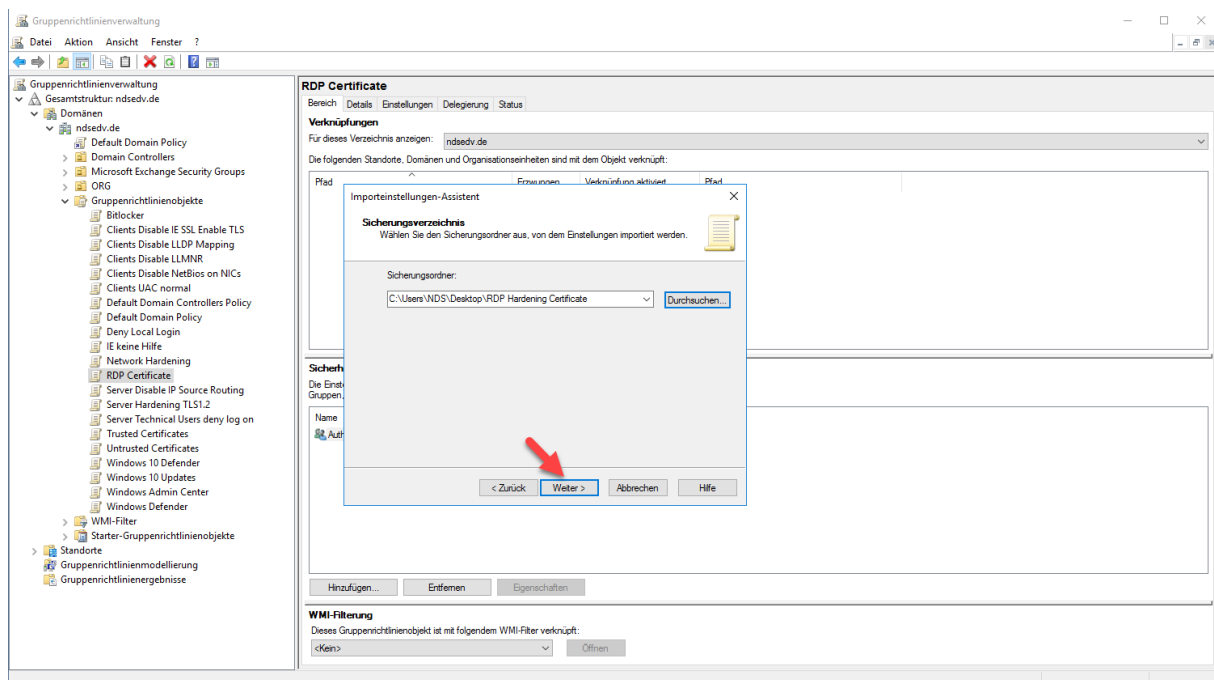 Gruppenrichtlinienverwaltung
Datei Aktion Ansicht Fenster ?
Gruppenrichtlinienverwaltung
Gesamtstruktur: ndsedv.de
Domänen
ndsedv.de
Default Domain Policy
Domain Controllers
Microsoft Exchange Security Groups
ORG
Gruppenrichtlinienobjekte
Bitlocker
Clients Disable IE SSL Enable TLS
Clients Disable LLDP Mapping
Clients Disable LLMNR
Clients Disable NetBios on NICs
Clients UAC normal
Default Domain Controllers Policy
Default Domain Policy
Deny Local Login
IE keine Hilfe
Network Hardening
RDP Certificate
Server Disable IP Source Routing
Server Hardening TLS1.2
Server Technical Users deny log on
Trusted Certificates
Untrusted Certificates
Windows 10 Defender
Windows 10 Updates
Windows Admin Center
Windows Defender
WMI-Filter
Starter-Gruppenrichtlinienobjekte
Standorte
Gruppenrichtlinienmodellierung
Gruppenrichtlinienergebnisse
RDP Certificate
Bereich Details Einstellungen Delegierung Status
Verknüpfungen
Für dieses Verzeichnis anzeigen: ndsedv.de
Die folgenden Standorte, Domänen und Organisationseinheiten sind mit dem Objekt verknüpft:
Pfad Erzwungen Verknüpfung aktiviert Pfad
Importeinstellungen-Assistent
Sicherungsverzeichnis
Wählen Sie den Sicherungsordner aus, von dem Einstellungen importiert werden.
Sicherungsordner:
C:\Users\NDS\Desktop\RDP Hardening Certificate Durchsuchen...
< Zurück Weiter > Abbrechen Hilfe
Sicherh
Die Einst
Gruppen,
Name
Auth
Hinzufügen... Entfernen Eigenschaften
WMI-Filterung
Dieses Gruppenrichtlinienobjekt ist mit folgendem WMI-Filter verknüpft:
<Kein> Öffnen